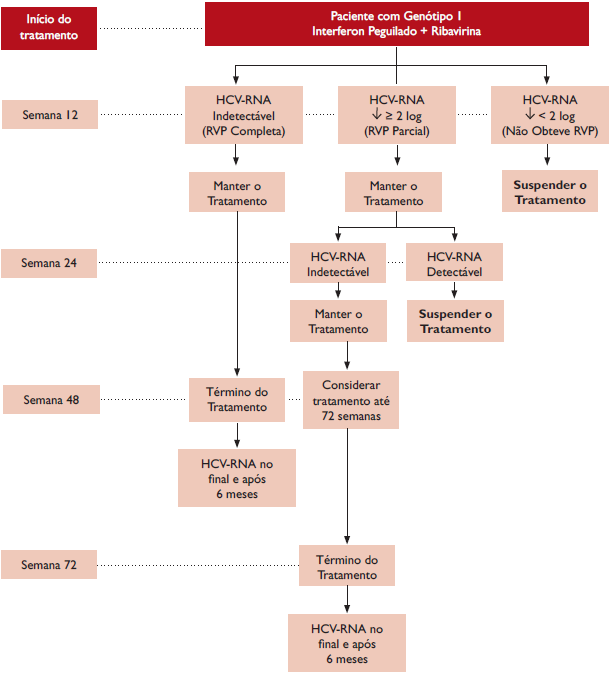 Início do
tratamento
Paciente com Genótipo 1
Interferon Peguilado + Ribavirina
Semana 12
HCV-RNA
Indetectável
(RVP Completa)
HCV-RNA
↓ ≥ 2 log
(RVP Parcial)
HCV-RNA
↓ < 2 log
(Não Obteve RVP)
Manter o
Tratamento
Manter o
Tratamento
Suspender o
Tratamento
Semana 24
HCV-RNA
Indetectável
HCV-RNA
Detectável
Manter o
Tratamento
Suspender o
Tratamento
Semana 48
Término do
Tratamento
Considerar
tratamento até
72 semanas
HCV-RNA no
final e após
6 meses
Semana 72
Término do
Tratamento
HCV-RNA no
final e após
6 meses